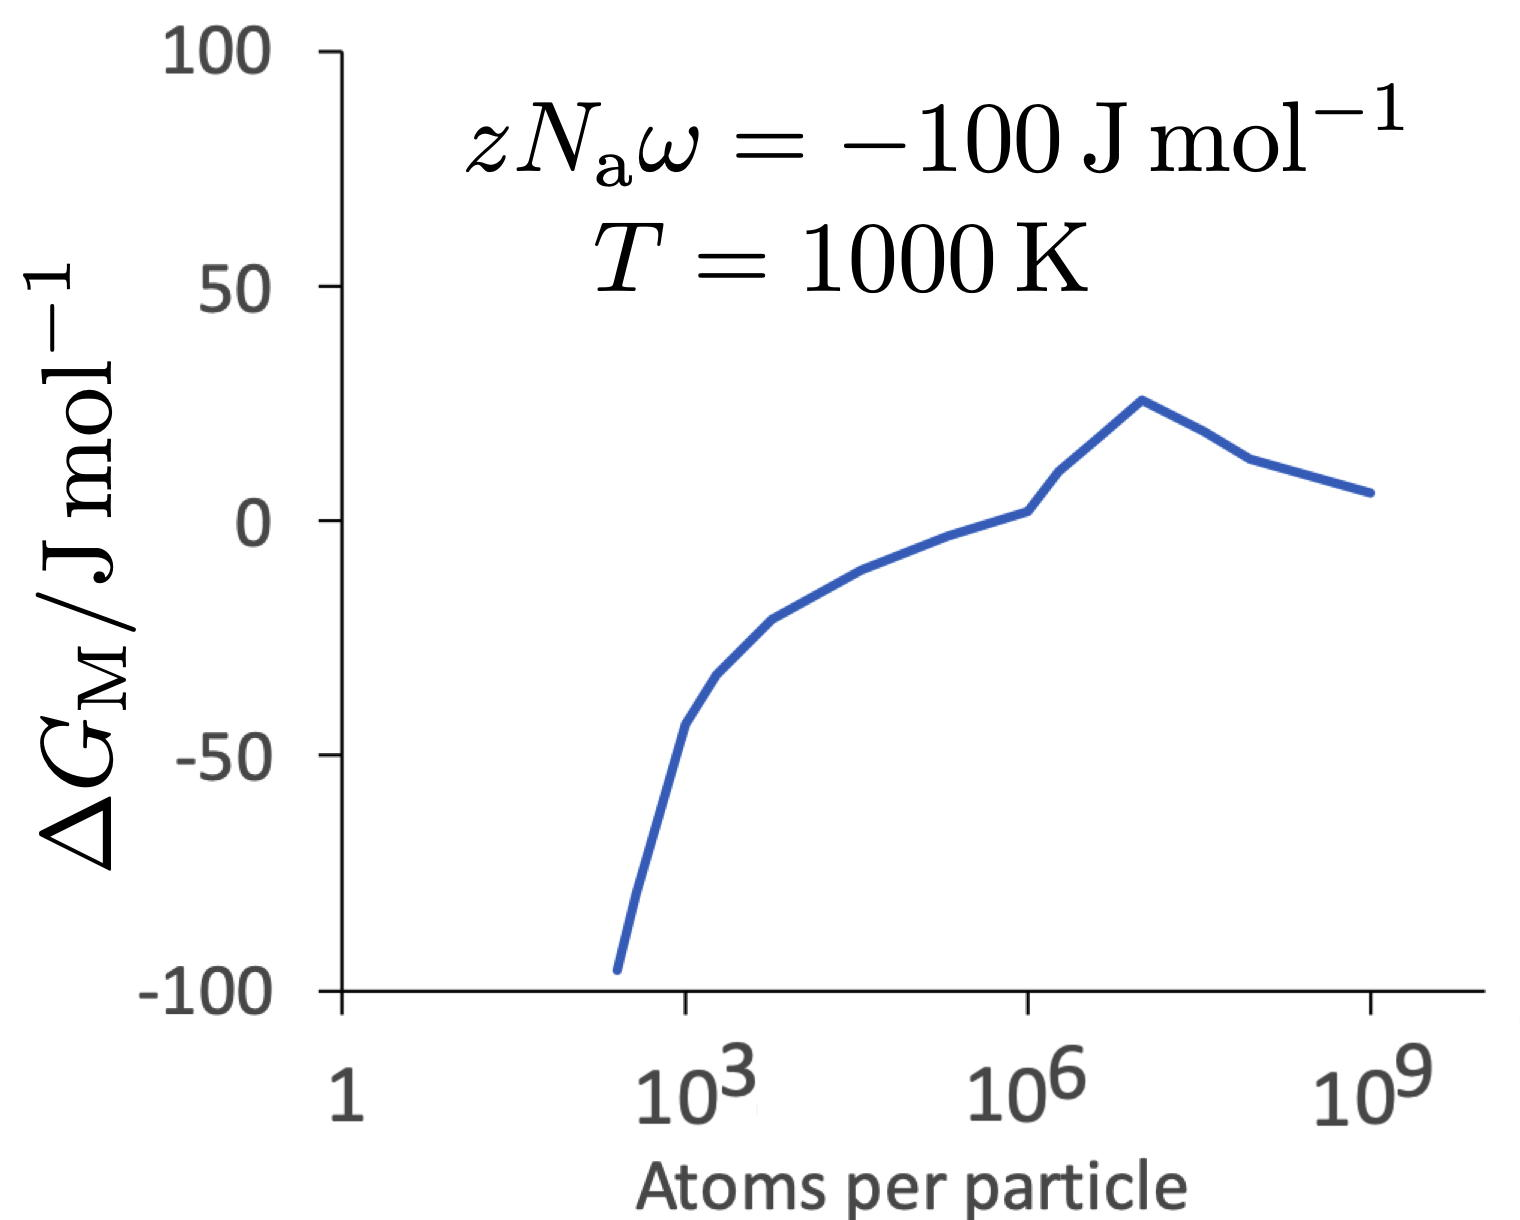 100
50
0
-50
-100
ΔG_M/J mol⁻¹
zNₐω = −100 J mol⁻¹
T = 1000 K
1 10³ 10⁶ 10⁹
Atoms per particle